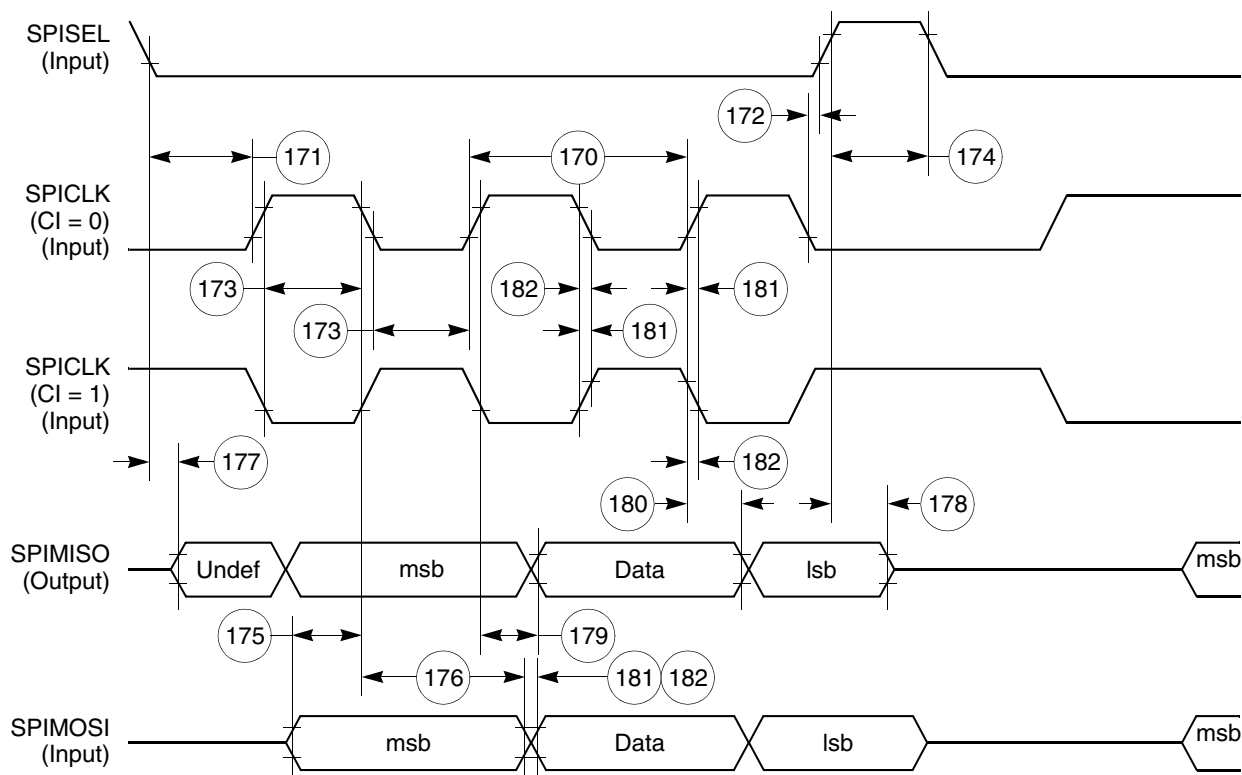 SPISEL
(Input)
172
174
171
170
SPICLK
(CI = 0)
(Input)
173
182
181
173
181
SPICLK
(CI = 1)
(Input)
177
182
180
178
SPIMISO
(Output)
Undef
msb
Data
lsb
msb
175
179
176
181
182
SPIMOSI
(Input)
msb
Data
lsb
msb